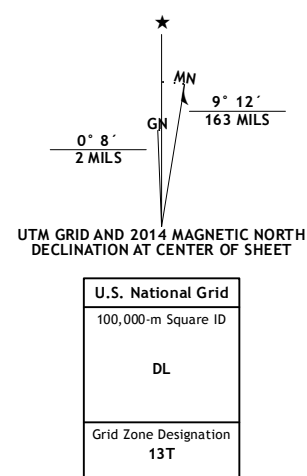 ★
MN
GN
9° 12´
163 MILS
0° 8´
2 MILS
UTM GRID AND 2014 MAGNETIC NORTH
DECLINATION AT CENTER OF SHEET
U.S. National Grid
100,000-m Square ID
DL
Grid Zone Designation
13T